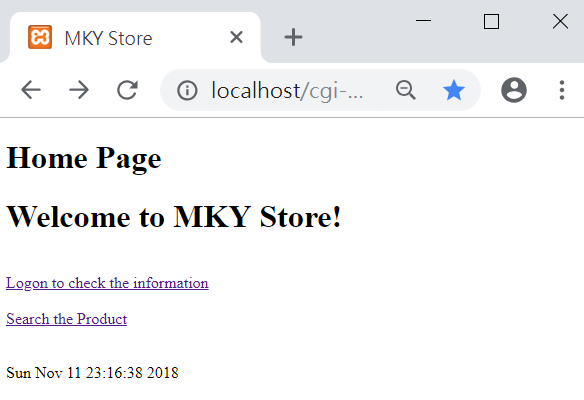 MKY Store
localhost/cgi-...
Home Page
Welcome to MKY Store!
Logon to check the information
Search the Product
Sun Nov 11 23:16:38 2018